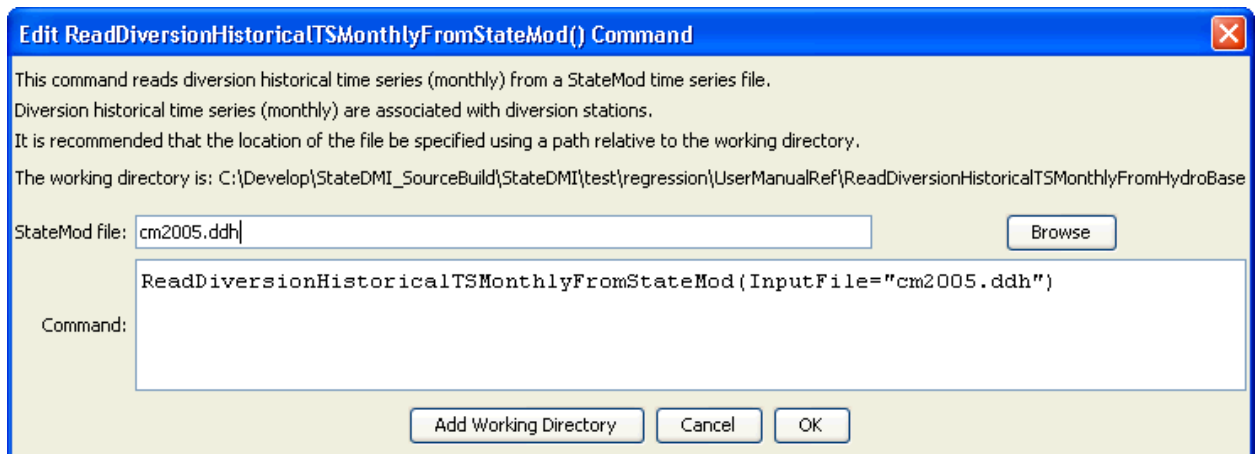 Edit ReadDiversionHistoricalTSMonthlyFromStateMod() Command
This command reads diversion historical time series (monthly) from a StateMod time series file.
Diversion historical time series (monthly) are associated with diversion stations.
It is recommended that the location of the file be specified using a path relative to the working directory.
The working directory is: C:\Develop\StateDMI_SourceBuild\StateDMI\test\regression\UserManualRef\ReadDiversionHistoricalTSMonthlyFromHydroBase
StateMod file: cm2005.ddh Browse
ReadDiversionHistoricalTSMonthlyFromStateMod(InputFile="cm2005.ddh")
Command:
Add Working Directory Cancel OK